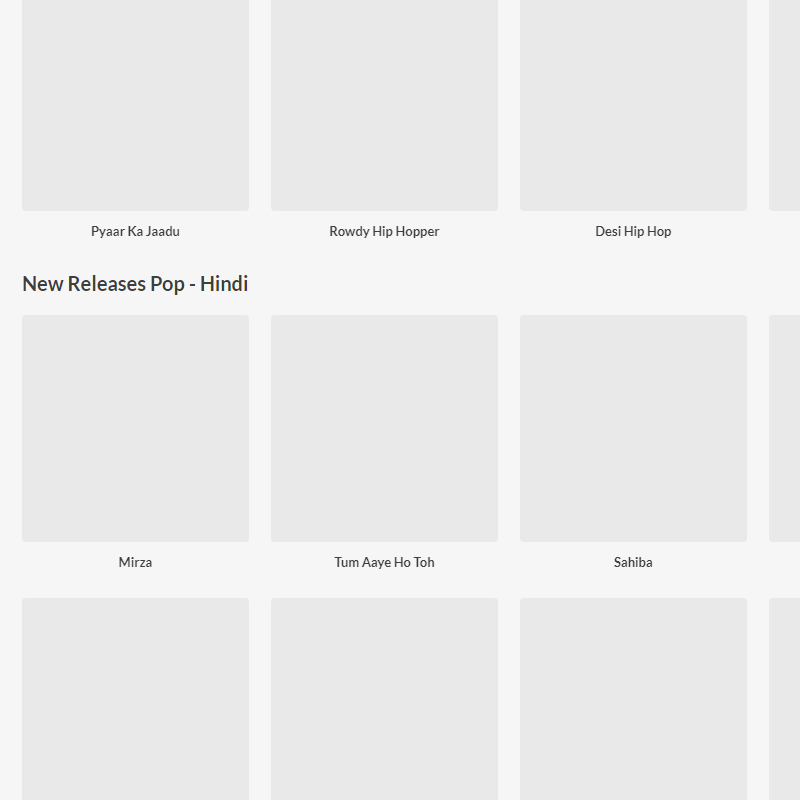 Pyaar Ka Jaadu
Rowdy Hip Hopper
Desi Hip Hop
New Releases Pop - Hindi
Mirza
Tum Aaye Ho Toh
Sahiba